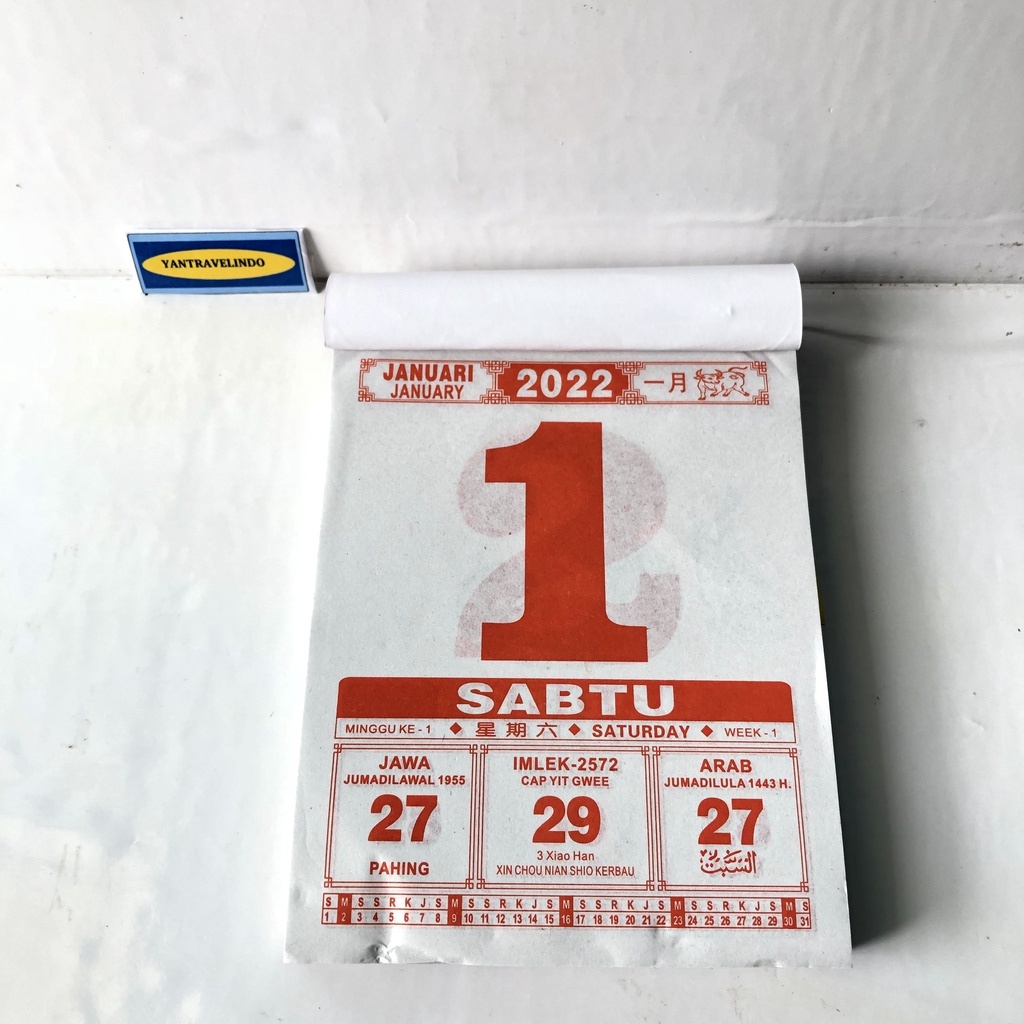 YANTRAVELINDO
JANUARI
JANUARY
2022
一月
1
SABTU
MINGGU KE - 1 ◆ 星期六 ◆ SATURDAY ◆ WEEK - 1
JAWA
JUMADILAWAL 1955
27
PAHING
IMLEK-2572
CAP YIT GWEE
29
3 Xiao Han
XIN CHOU NIAN SHIO KERBAU
ARAB
JUMADILULA 1443 H.
27
السَّبْت
S M S S R K J S M S S R K J S M S S R K J S M S S R K J S M S
1 2 3 4 5 6 7 8 9 10 11 12 13 14 15 16 17 18 19 20 21 22 23 24 25 26 27 28 29 30 31